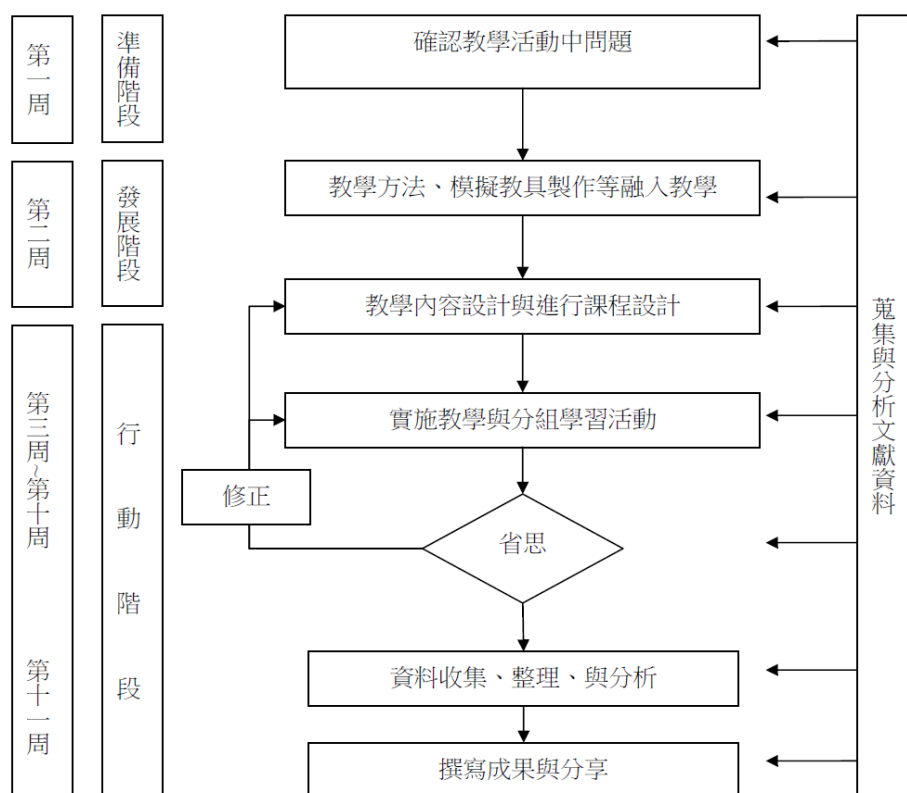 第一周
準備階段
確認教學活動中問題
第二周
發展階段
教學方法、模擬教具製作等融入教學
教學內容設計與進行課程設計
第三周~第十周
行動階段
實施教學與分組學習活動
修正
省思
第十一周
資料收集、整理、與分析
撰寫成果與分享
蒐集與分析文獻資料